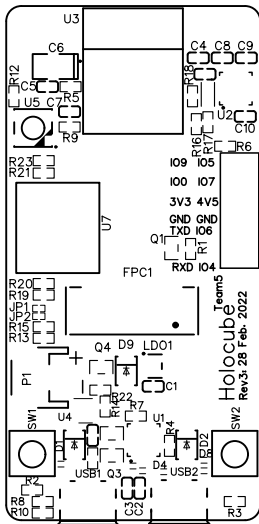 U3
C6
R12
C5
R5
C7
U5
R9
C4 C8 C9
R18
U2
C10
R16
R17
R6
R23
R21
IO9 IO5
IO0 IO7
3V3 4V5
GND GND
TXD IO6
RXD IO4
Q1
R1
U7
FPC1
R20
R19
JP1
JP2
R15
R13
Team5
Holocube
Rev3: 28 Feb. 2022
P1
Q4
D9
LDO1
C1
R22
R14
R7
SW1
U4
D1
U1
R4
D2
D8
SW2
USB1
Q3
D4
USB2
R2
R8
R10
C2
R3